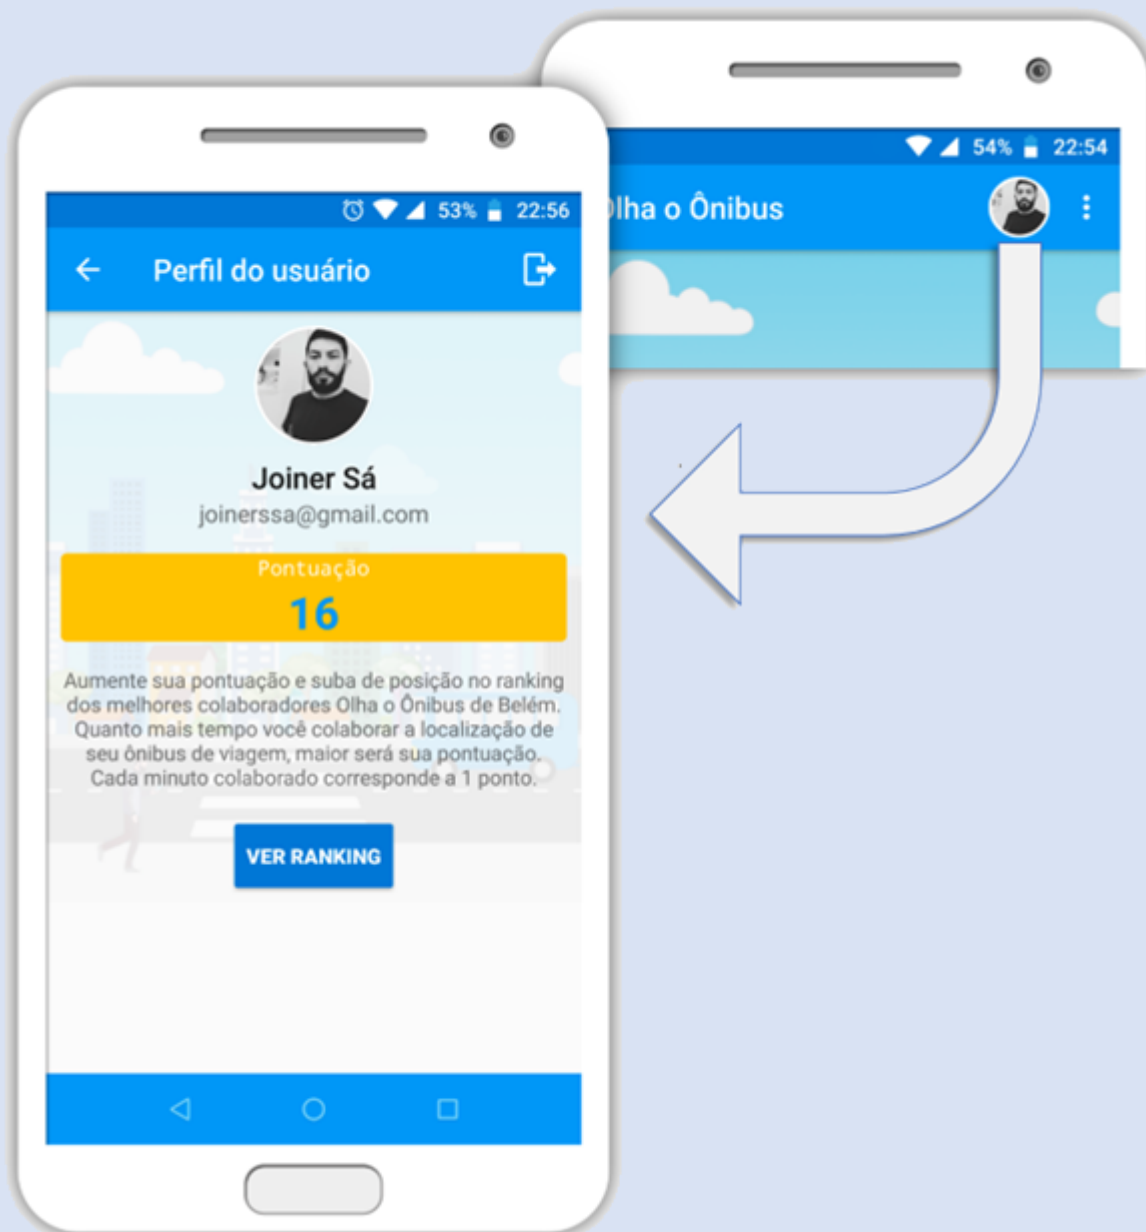 54% 22:54
lha o Ônibus
53% 22:56
Perfil do usuário
Joiner Sá
joinerssa@gmail.com
Pontuação
16
Aumente sua pontuação e suba de posição no ranking
dos melhores colaboradores Olha o Ônibus de Belém.
Quanto mais tempo você colaborar a localização de
seu ônibus de viagem, maior será sua pontuação.
Cada minuto colaborado corresponde a 1 ponto.
VER RANKING